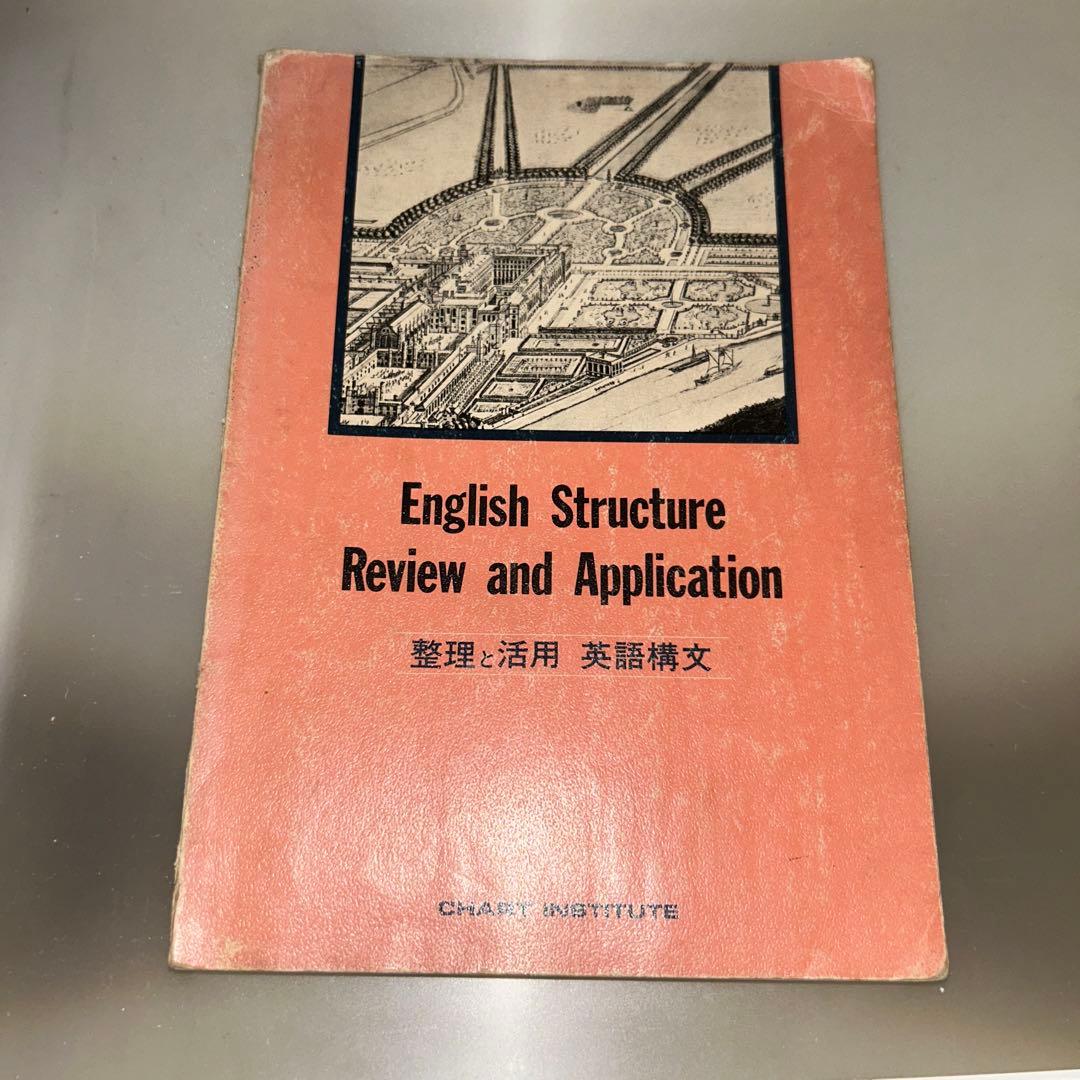 English Structure
Review and Application
整理と活用 英語構文
CHART INSTITUTE